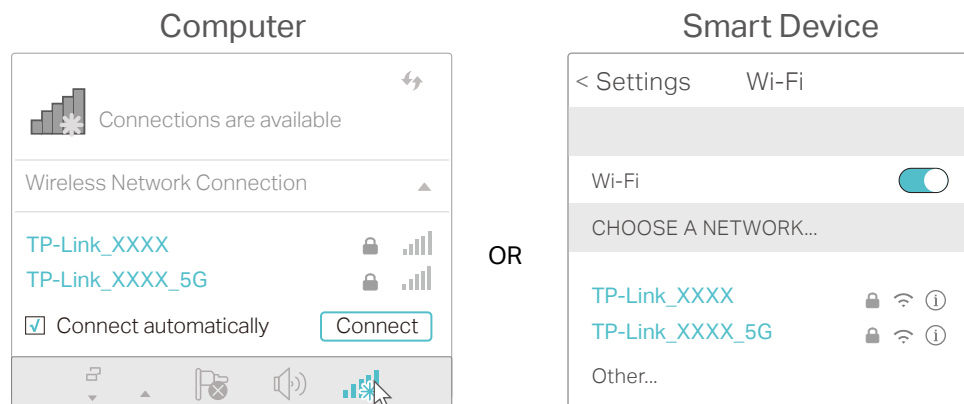 Computer
Connections are available
Wireless Network Connection
TP-Link_XXXX
TP-Link_XXXX_5G
Connect automatically
Connect
OR
Smart Device
< Settings Wi-Fi
Wi-Fi
CHOOSE A NETWORK...
TP-Link_XXXX
TP-Link_XXXX_5G
Other...